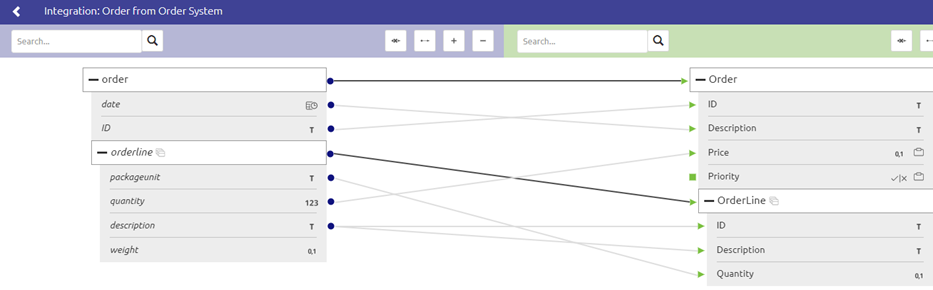 Integration: Order from Order System
Search...
Search...
order
date
ID T
orderline
packageunit T
quantity 123
description T
weight 0,1
Order
ID T
Description T
Price 0,1
Priority
OrderLine
ID T
Description T
Quantity 0,1